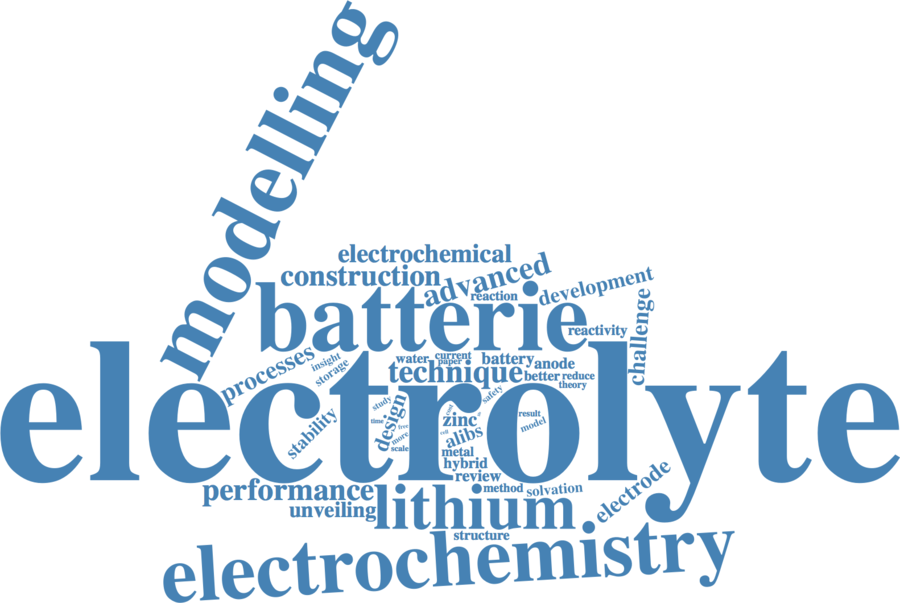 modelling
electrochemical
construction
advanced
reaction
development
batterie
reactivity
challenge
processes
insight
storage
water
current
paper
battery
anode
technique
better
reduce
theory
safety
electrolyte
study
time
free
more
scale
design
stability
zinc
alibs
cell
result
model
metal
hybrid
review
performance
unveiling
lithium
method
solvation
electrode
structure
electrochemistry